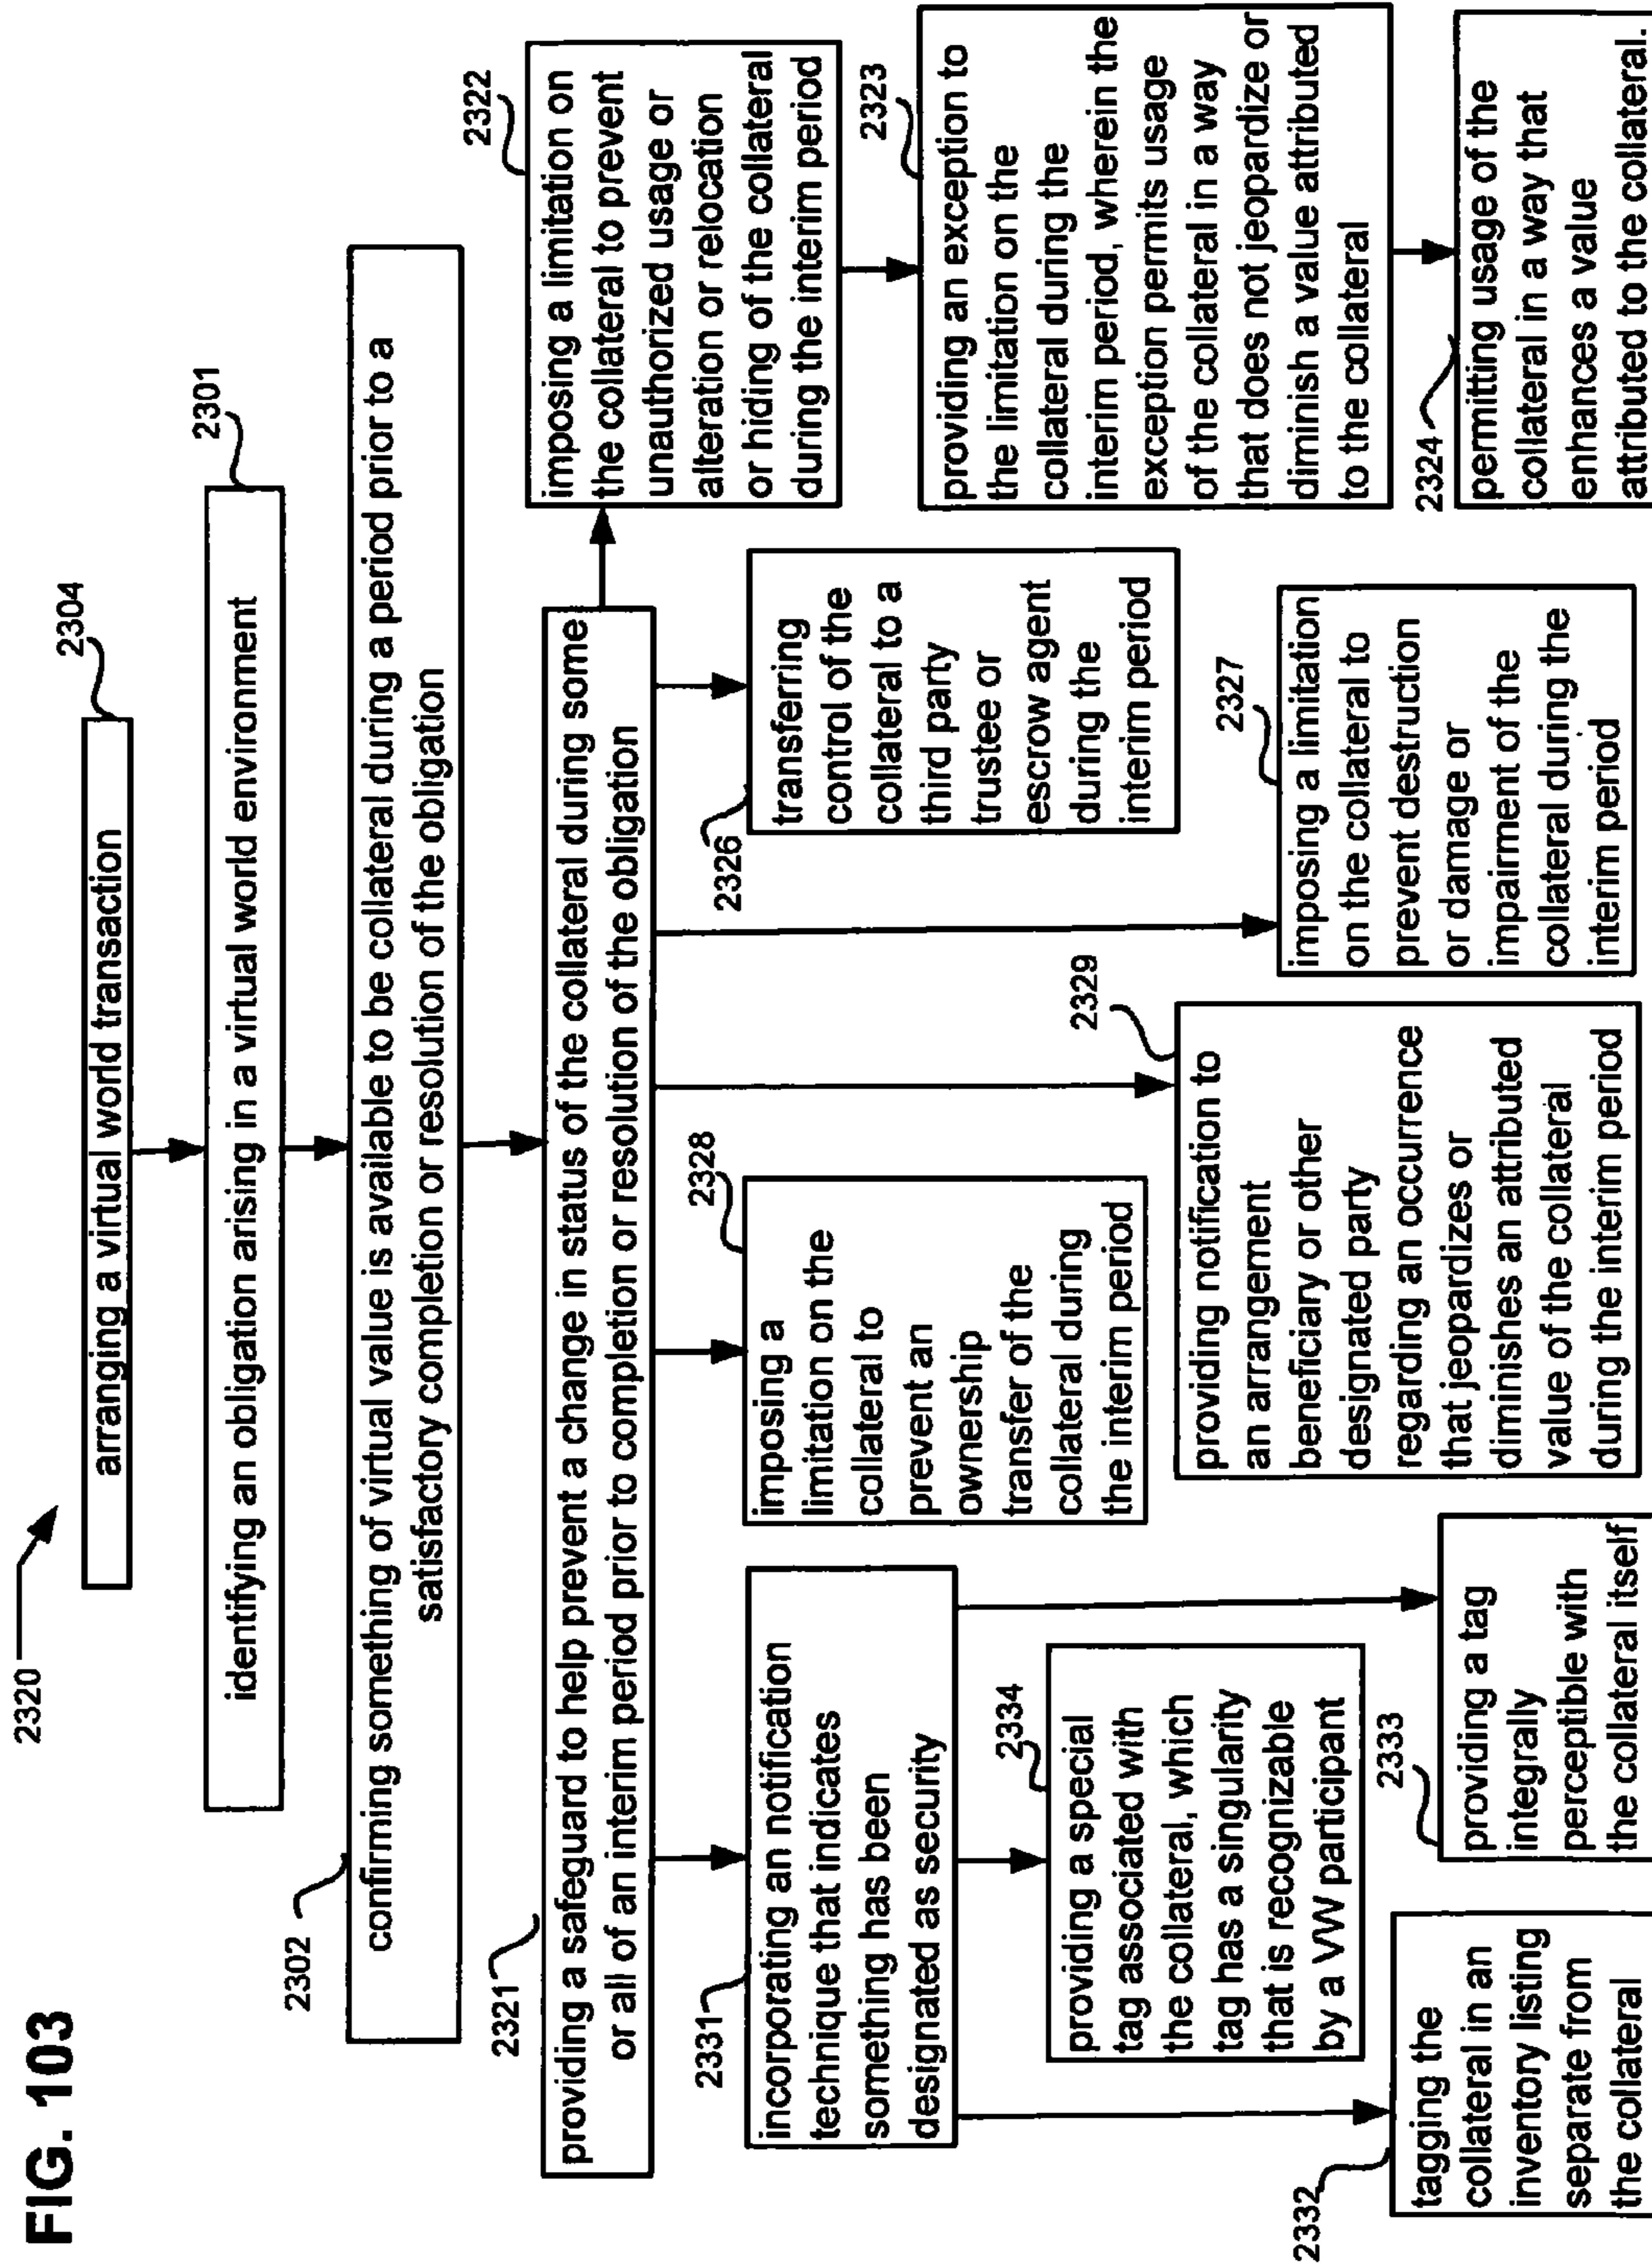 FIG. 103
2320
2304
arranging a virtual world transaction
2301
identifying an obligation arising in a virtual world environment
2302
confirming something of virtual value is available to be collateral during a period prior to a
satisfactory completion or resolution of the obligation
2321
providing a safeguard to help prevent a change in status of the collateral during some
or all of an interim period prior to completion or resolution of the obligation
2322
imposing a limitation on
the collateral to prevent
unauthorized usage or
alteration or relocation
or hiding of the collateral
during the interim period
2323
providing an exception to
the limitation on the
collateral during the
interim period, wherein the
exception permits usage
of the collateral in a way
that does not jeopardize or
diminish a value attributed
to the collateral
2324
permitting usage of the
collateral in a way that
enhances a value
attributed to the collateral.
2331
incorporating an notification
technique that indicates
something has been
designated as security
2328
imposing a
limitation on the
collateral to
prevent an
ownership
transfer of the
collateral during
the interim period
2326
transferring
control of the
collateral to a
third party
trustee or
escrow agent
during the
interim period
2334
providing a special
tag associated with
the collateral, which
tag has a singularity
that is recognizable
by a VW participant
2329
providing notification to
an arrangement
beneficiary or other
designated party
regarding an occurrence
that jeopardizes or
diminishes an attributed
value of the collateral
during the interim period
2327
imposing a limitation
on the collateral to
prevent destruction
or damage or
impairment of the
collateral during the
interim period
2332
tagging the
collateral in an
inventory listing
separate from
the collateral
2333
providing a tag
integrally
perceptible with
the collateral itself